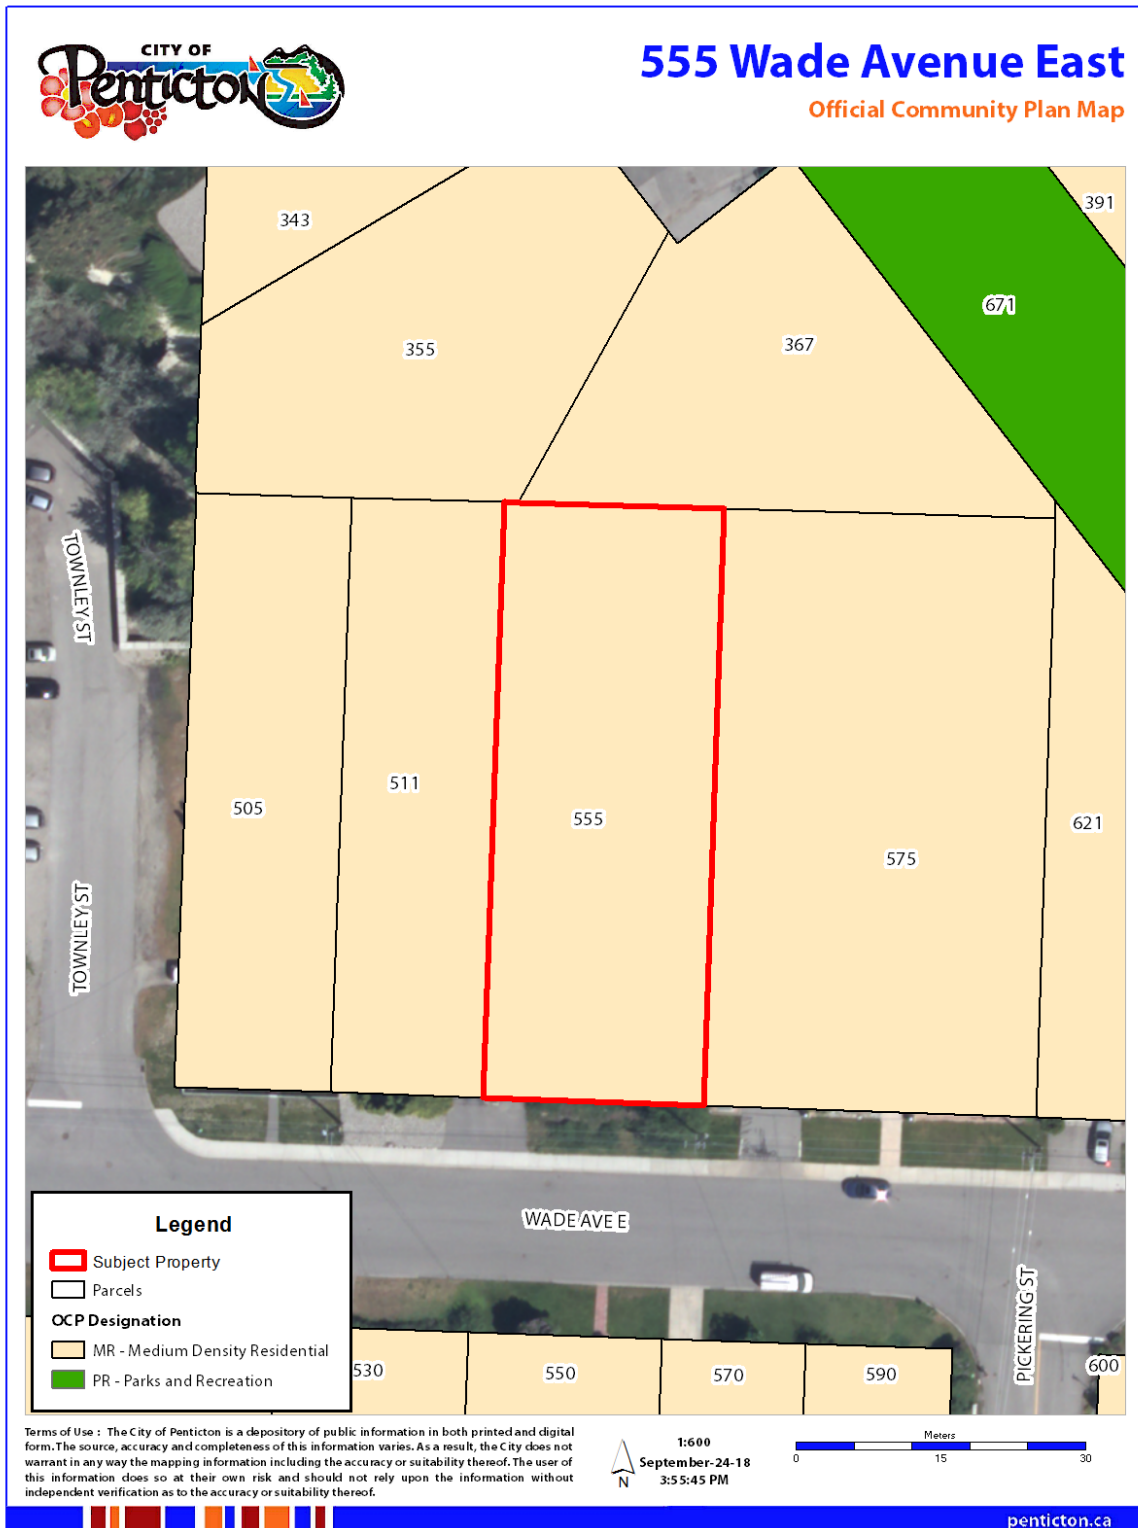 CITY OF
Penticton
555 Wade Avenue East
Official Community Plan Map
343
391
671
355
367
TOWNLEY ST
505
511
555
575
621
TOWNLEY ST
WADE AVE E
PICKERING ST
530
550
570
590
600
Legend
Subject Property
Parcels
OCP Designation
MR - Medium Density Residential
PR - Parks and Recreation
Terms of Use : The City of Penticton is a depository of public information in both printed and digital
form. The source, accuracy and completeness of this information varies. As a result, the City does not
warrant in any way the mapping information including the accuracy or suitability thereof. The user of
this information does so at their own risk and should not rely upon the information without
independent verification as to the accuracy or suitability thereof.
N
1:600
September-24-18
3:55:45 PM
Meters
0 15 30
penticton.ca